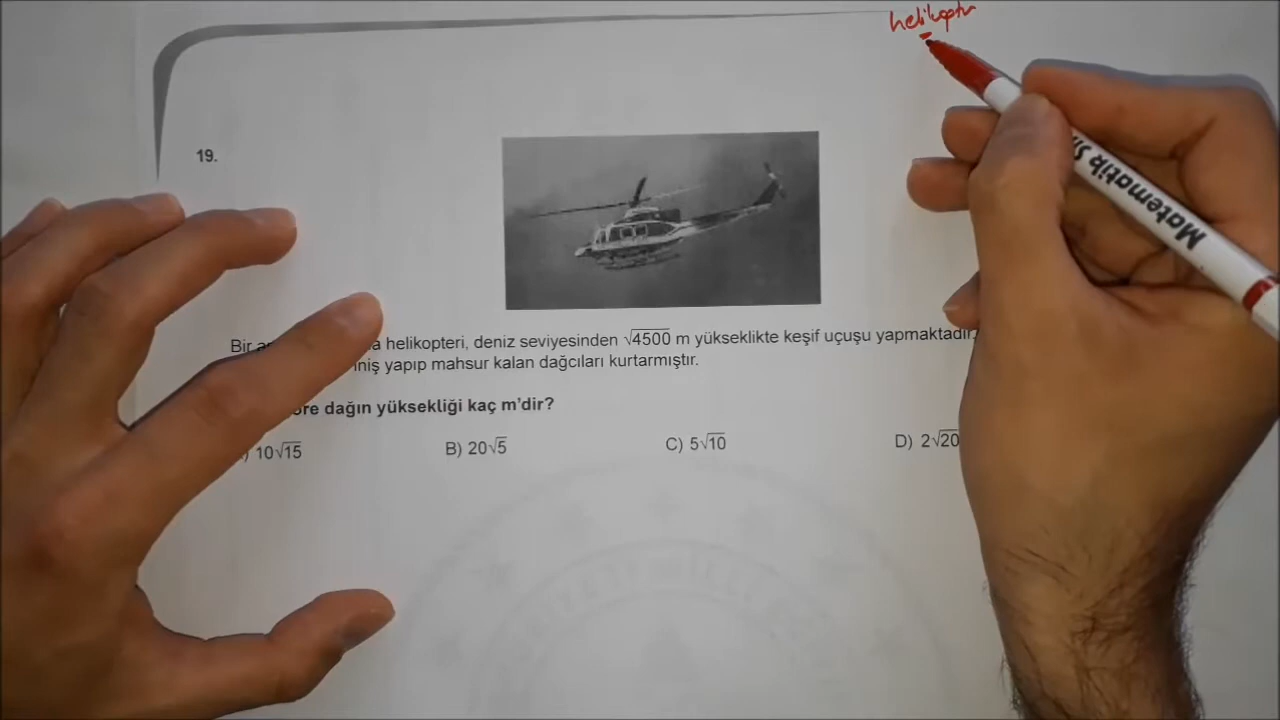 helikopter
19.
Bir a helikopteri, deniz seviyesinden √4500 m yükseklikte keşif uçuşu yapmaktadır.
iniş yapıp mahsur kalan dağcıları kurtarmıştır.
öre dağın yüksekliği kaç m'dir?
) 10√15 B) 20√5 C) 5√10 D) 2√20
Matematik